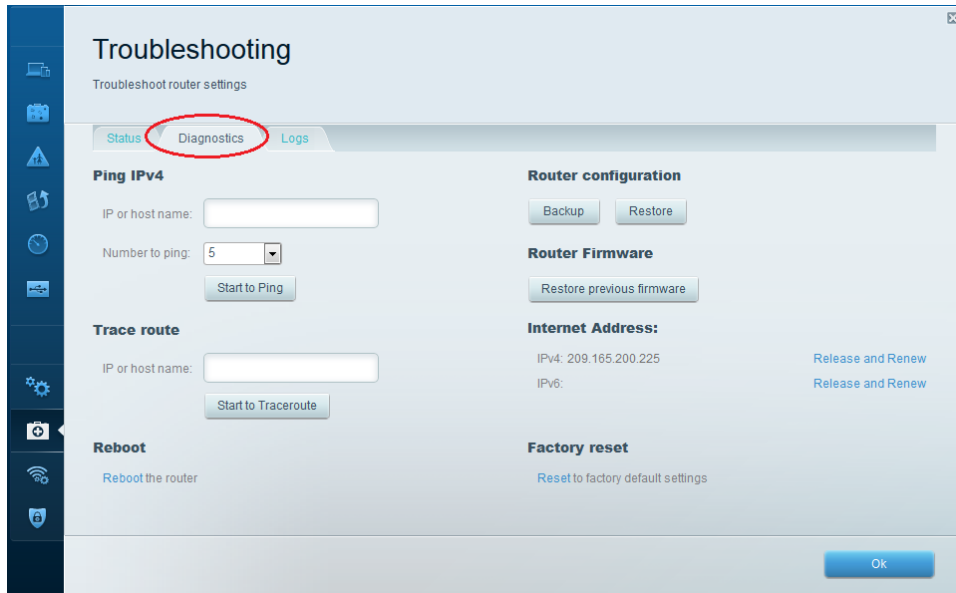 Troubleshooting
Troubleshoot router settings
Status
Diagnostics
Logs
Ping IPv4
IP or host name:
Number to ping: 5
Start to Ping
Trace route
IP or host name:
Start to Traceroute
Reboot
Reboot the router
Router configuration
Backup
Restore
Router Firmware
Restore previous firmware
Internet Address:
IPv4: 209.165.200.225 Release and Renew
IPv6: Release and Renew
Factory reset
Reset to factory default settings
Ok